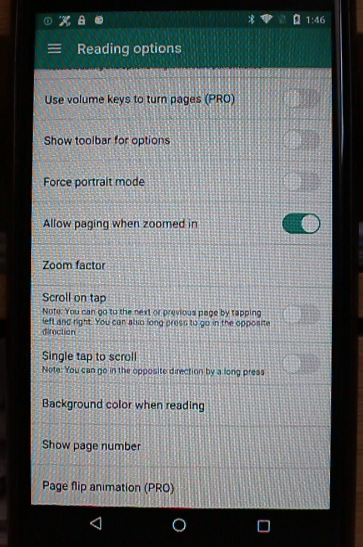 1:46
Reading options
Use volume keys to turn pages (PRO)
Show toolbar for options
Force portrait mode
Allow paging when zoomed in
Zoom factor
Scroll on tap
Note: You can go to the next or previous page by tapping
left and right. You can also long press to go in the opposite
direction
Single tap to scroll
Note: You can go in the opposite direction by a long press
Background color when reading
Show page number
Page flip animation (PRO)